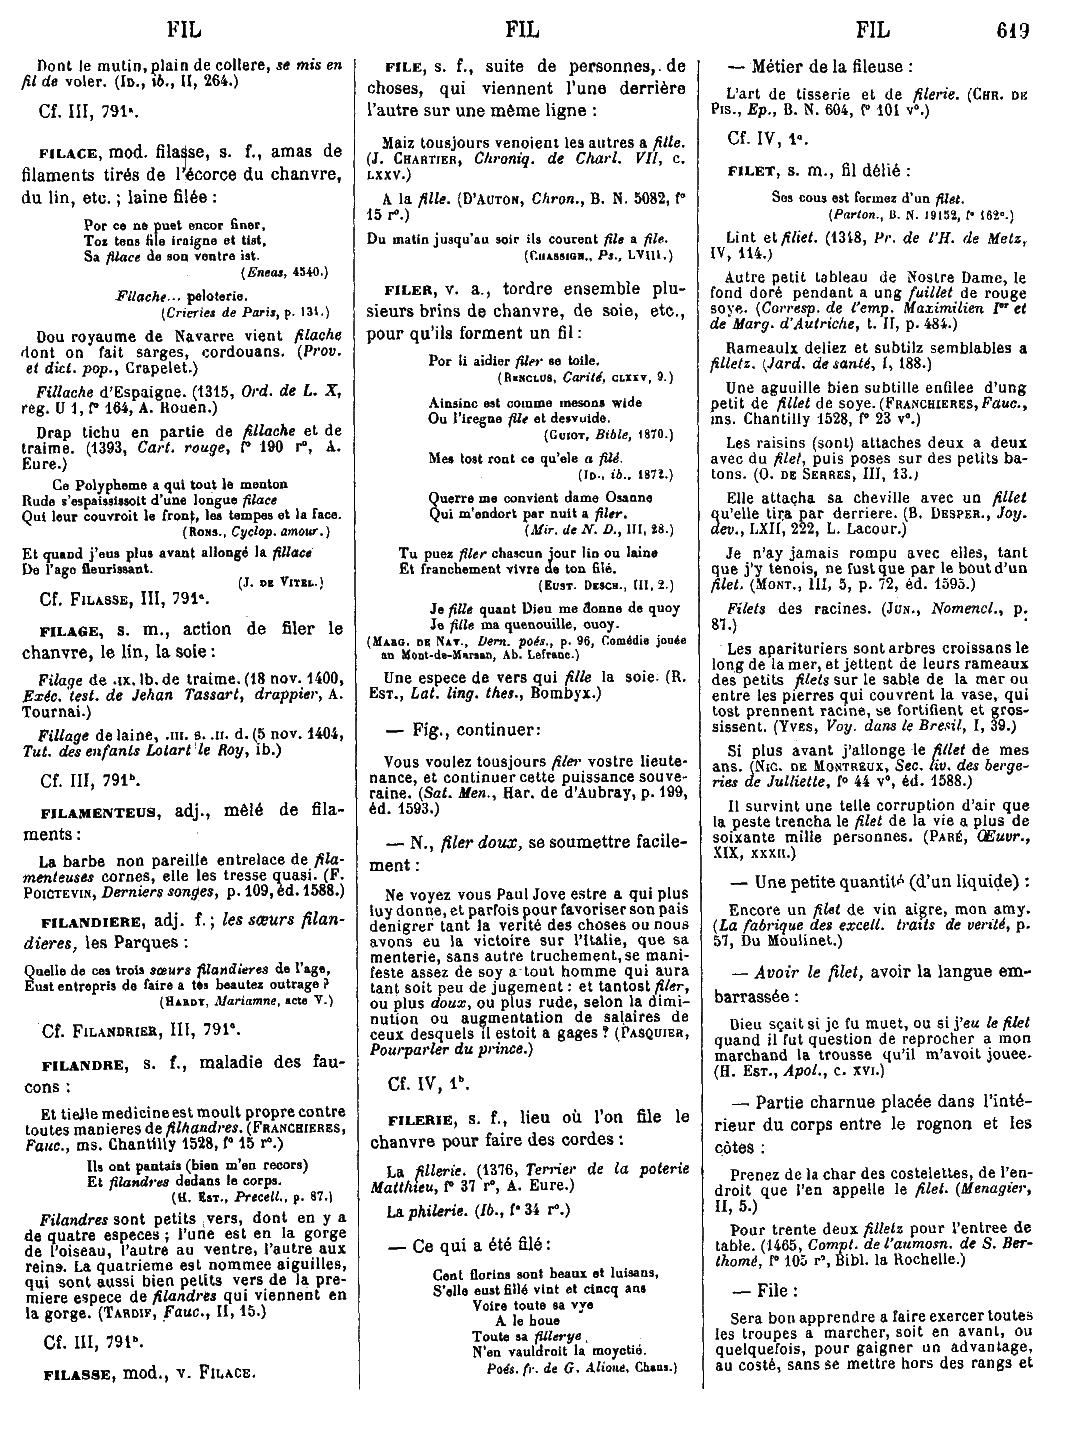 FIL FIL FIL 619
Dont le mutin, plain de collere, se mis en
fil de voler. (ID., ib., II, 264.)
Cf. III, 791ª.
FILACE, mod. filasse, s. f., amas de
filaments tirés de l'écorce du chanvre,
du lin, etc. ; laine filée :
Por ce ne puet encor finer,
Toz tens file iraigne et tist,
Sa filace de son ventre ist.
(Eneas, 4540.)
Filache... peloterie.
(Crieries de Paris, p. 131.)
Dou royaume de Navarre vient filache
dont on fait sarges, cordouans. (Prov.
et dict. pop., Crapelet.)
Fillache d'Espaigne. (1315, Ord. de L. X,
reg. U 1, fº 164, A. Rouen.)
Drap tichu en partie de fillache et de
traime. (1393, Cart. rouge, fº 190 rº, A.
Eure.)
Ce Polypheme a qui tout le menton
Rude s'espaississoit d'une longue filace
Qui leur couvroit le front, les tempes et la face.
(RONS., Cyclop. amour.)
Et quand j'eus plus avant allongé la fillace
De l'age fleurissant.
(J. DE VITEL.)
Cf. FILASSE, III, 791ª.
FILAGE, s. m., action de filer le
chanvre, le lin, la soie :
Filage de .IX. lb. de traime. (18 nov. 1400,
Exéc. test. de Jehan Tassart, drappier, A.
Tournai.)
Fillage de laine, .III. s. .II. d. (5 nov. 1404,
Tut. des enfants Lotart le Roy, ib.)
Cf. III, 791ᵇ.
FILAMENTEUS, adj., mêlé de fila-
ments :
La barbe non pareille entrelace de fila-
menteuses cornes, elle les tresse quasi. (F.
POICTEVIN, Derniers songes, p. 109, éd. 1588.)
FILANDIERE, adj. f. ; les sœurs filan-
dieres, les Parques :
Quelle de ces trois sœurs filandieres de l'age,
Eust entrepris de faire a tes beautez outrage ?
(HARDY, Mariamne, acte V.)
Cf. FILANDRIER, III, 791ª.
FILANDRE, s. f., maladie des fau-
cons :
Et tielle medicine est moult propre contre
toutes manieres de filhandres. (FRANCHIERES,
Fauc., ms. Chantilly 1528, fº 15 rº.)
Ils ont pantais (bien m'en recors)
Et filandres dedans le corps.
(H. EST., Precell., p. 87.)
Filandres sont petits vers, dont en y a
de quatre especes ; l'une est en la gorge
de l'oiseau, l'autre au ventre, l'autre aux
reins. La quatrieme est nommee aiguilles,
qui sont aussi bien petits vers de la pre-
miere espece de filandres qui viennent en
la gorge. (TARDIF, Fauc., II, 15.)
Cf. III, 791ᵇ.
FILASSE, mod., v. FILACE.
FILE, s. f., suite de personnes, de
choses, qui viennent l'une derrière
l'autre sur une même ligne :
Maiz tousjours venoient les autres a fille.
(J. CHARTIER, Chroniq. de Charl. VII, c.
LXXV.)
A la fille. (D'AUTON, Chron., B. N. 5082, fº
15 rº.)
Du matin jusqu'au soir ils courent file a file.
(CHASSIGN., Ps., LVIII.)
FILER, v. a., tordre ensemble plu-
sieurs brins de chanvre, de soie, etc.,
pour qu'ils forment un fil :
Por li aidier filer se toile.
(RENCLUS, Carité, CLXXV, 9.)
Ainsinc est comme mesons wide
Ou l'iregne file et desvuide.
(GUIOT, Bible, 1870.)
Mes tost ront ce qu'ele a filé.
(ID., ib., 1872.)
Querre me convient dame Osanne
Qui m'endort par nuit a filer.
(Mir. de N. D., III, 28.)
Tu puez filer chascun jour lin ou laine
Et franchement vivre de ton filé.
(EUST. DESCH., III, 2.)
Je fille quant Dieu me donne de quoy
Je fille ma quenouille, ouoy.
(MARG. DE NAV., Dern. poés., p. 96, Comédie jouée
au Mont-de-Marsan, Ab. Lefranc.)
Une espece de vers qui fille la soie. (R.
EST., Lat. ling. thes., Bombyx.)
— Fig., continuer :
Vous voulez tousjours filer vostre lieute-
nance, et continuer cette puissance souve-
raine. (Sat. Men., Har. de d'Aubray, p. 199,
éd. 1593.)
— N., filer doux, se soumettre facile-
ment :
Ne voyez vous Paul Jove estre a qui plus
luy donne, et parfois pour favoriser son pais
denigrer tant la verité des choses ou nous
avons eu la victoire sur l'Italie, que sa
menterie, sans autre truchement, se mani-
feste assez de soy a tout homme qui aura
tant soit peu de jugement : et tantost filer,
ou plus doux, ou plus rude, selon la dimi-
nution ou augmentation de salaires de
ceux desquels il estoit a gages ? (PASQUIER,
Pourparler du prince.)
Cf. IV, 1ᵇ.
FILERIE, s. f., lieu où l'on file le
chanvre pour faire des cordes :
La fillerie. (1376, Terrier de la poterie
Matthieu, fº 37 rº, A. Eure.)
La philerie. (Ib., fº 34 rº.)
— Ce qui a été filé :
Cent florins sont beaux et luisans,
S'elle eust fillé vint et cincq ans
Voire toute sa vye
A le houe
Toute sa fillerye
N'en vauldroit la moyctié.
Poés. fr. de G. Alione, Chans.)
— Métier de la fileuse :
L'art de tisserie et de filerie. (CHR. DE
PIS., Ep., B. N. 604, fº 101 vº.)
Cf. IV, 1ª.
FILET, s. m., fil délié :
Ses cous est formez d'un filet.
(Parton., B. N. 19152, fº 162ª.)
Lint et filiet. (1348, Pr. de l'H. de Metz,
IV, 114.)
Autre petit tableau de Nostre Dame, le
fond doré pendant a ung fuillet de rouge
soye. (Corresp. de l'emp. Maximilien Iᵉʳ et
de Marg. d'Autriche, t. II, p. 484.)
Rameaulx deliez et subtilz semblables a
filletz. (Jard. de santé, I, 188.)
Une aguuille bien subtille enfilee d'ung
petit de fillet de soye. (FRANCHIERES, Fauc.,
ms. Chantilly 1528, fº 23 vº.)
Les raisins (sont) attaches deux a deux
avec du filet, puis poses sur des petits ba-
tons. (O. DE SERRES, III, 13.)
Elle attacha sa cheville avec un fillet
qu'elle tira par derriere. (B. DESPER., Joy.
dev., LXII, 222, L. Lacour.)
Je n'ay jamais rompu avec elles, tant
que j'y tenois, ne fust que par le bout d'un
filet. (MONT., III, 5, p. 72, éd. 1595.)
Filets des racines. (JUN., Nomencl., p.
87.)
Les aparituriers sont arbres croissans le
long de la mer, et jettent de leurs rameaux
des petits filets sur le sable de la mer ou
entre les pierres qui couvrent la vase, qui
tost prennent racine, se fortifient et gros-
sissent. (YVES, Voy. dans le Bresil, I, 39.)
Si plus avant j'allonge le fillet de mes
ans. (NIC. DE MONTREUX, Sec. liv. des berge-
ries de Julliette, fº 44 vº, éd. 1588.)
Il survint une telle corruption d'air que
la peste trencha le filet de la vie a plus de
soixante mille personnes. (PARÉ, Œuvr.,
XIX, XXXII.)
— Une petite quantité (d'un liquide) :
Encore un filet de vin aigre, mon amy.
(La fabrique des excell. traits de verité, p.
57, Du Moulinet.)
— Avoir le filet, avoir la langue em-
barrassée :
Dieu sçait si je fu muet, ou si j'eu le filet
quand il fut question de reprocher a mon
marchand la trousse qu'il m'avoit jouee.
(H. EST., Apol., c. XVI.)
— Partie charnue placée dans l'inté-
rieur du corps entre le rognon et les
côtes :
Prenez de la char des costelettes, de l'en-
droit que l'en appelle le filet. (Menagier,
II, 5.)
Pour trente deux filletz pour l'entree de
table. (1465, Compt. de l'aumosn. de S. Ber-
thomé, fº 105 rº, Bibl. la Rochelle.)
— File :
Sera bon apprendre a faire exercer toutes
les troupes a marcher, soit en avant, ou
quelquefois, pour gaigner un advantage,
au costé, sans se mettre hors des rangs et